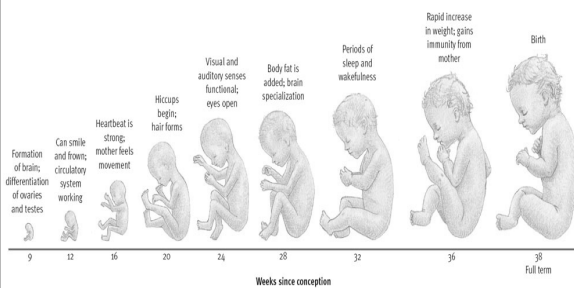 Formation
of brain;
differentiation
of ovaries
and testes
Can smile
and frown;
circulatory
system
working
Heartbeat is
strong;
mother feels
movement
Hiccups
begin;
hair forms
Visual and
auditory senses
functional;
eyes open
Body fat is
added; brain
specialization
Periods of
sleep and
wakefulness
Rapid increase
in weight; gains
immunity from
mother
Birth
9
12
16
20
24
28
32
36
38
Full term
Weeks since conception